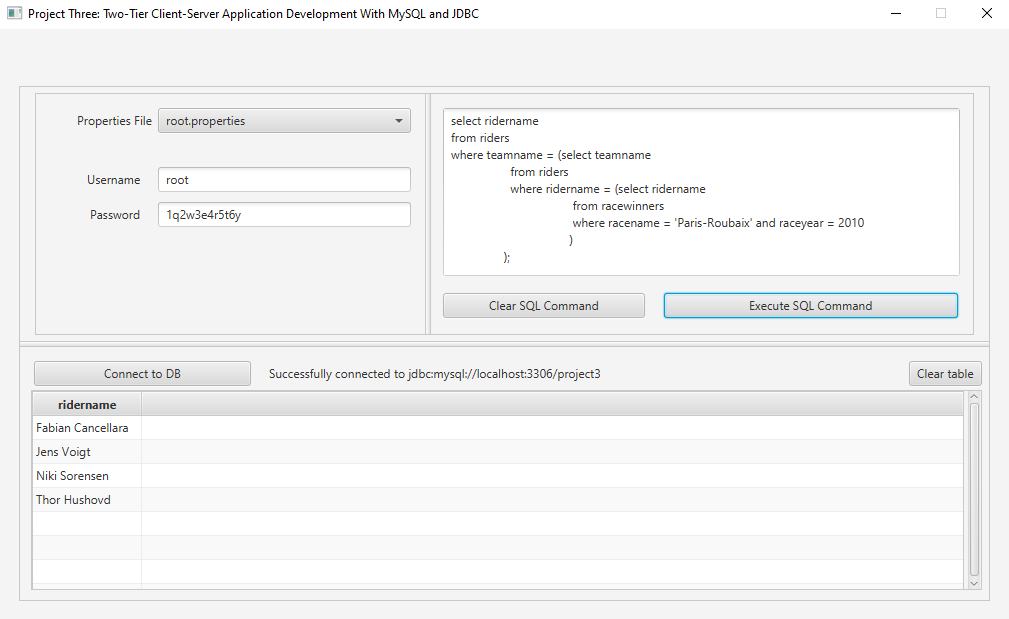 Project Three: Two-Tier Client-Server Application Development With MySQL and JDBC
Properties File
root.properties
Username
root
Password
1q2w3e4r5t6y
select ridername
from riders
where teamname = (select teamname
from riders
where ridername = (select ridername
from racewinners
where racename = 'Paris-Roubaix' and raceyear = 2010
)
);
Clear SQL Command
Execute SQL Command
Connect to DB
Successfully connected to jdbc:mysql://localhost:3306/project3
Clear table
ridername
Fabian Cancellara
Jens Voigt
Niki Sorensen
Thor Hushovd